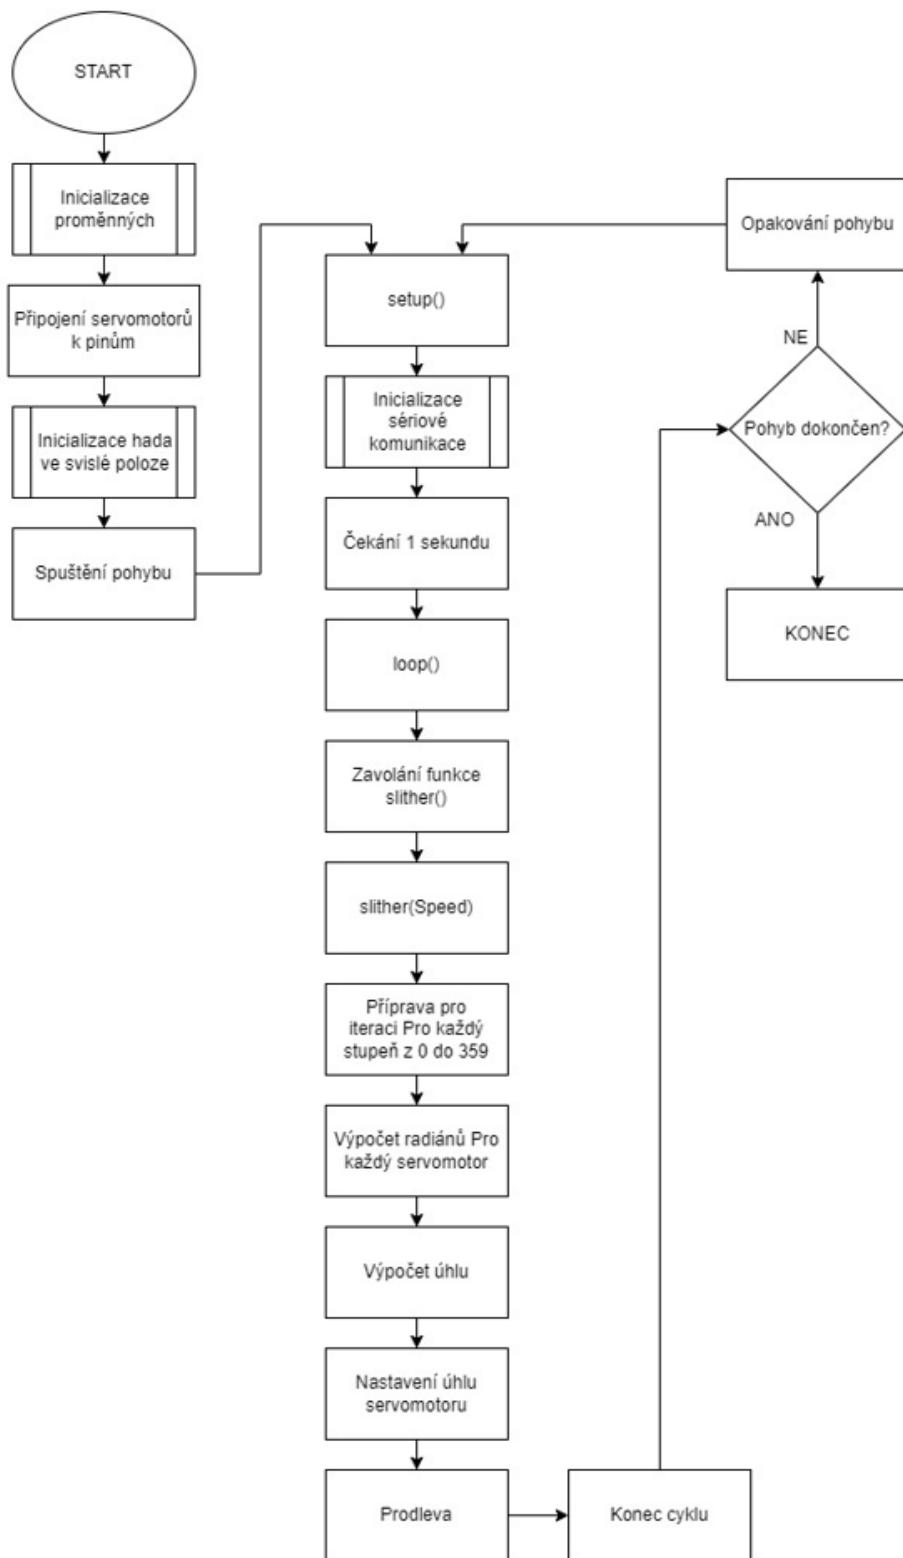 START
Inicializace
proměnných
Připojení servomotorů
k pinům
Inicializace hada
ve svislé poloze
Spuštění pohybu
setup()
Inicializace
sériové
komunikace
Čekání 1 sekundu
loop()
Zavolání funkce
slither()
slither(Speed)
Příprava pro
iteraci Pro každý
stupeň z 0 do 359
Výpočet radiánů Pro
každý servomotor
Výpočet úhlu
Nastavení úhlu
servomotoru
Prodleva
Konec cyklu
Opakování pohybu
NE
Pohyb dokončen?
ANO
KONEC